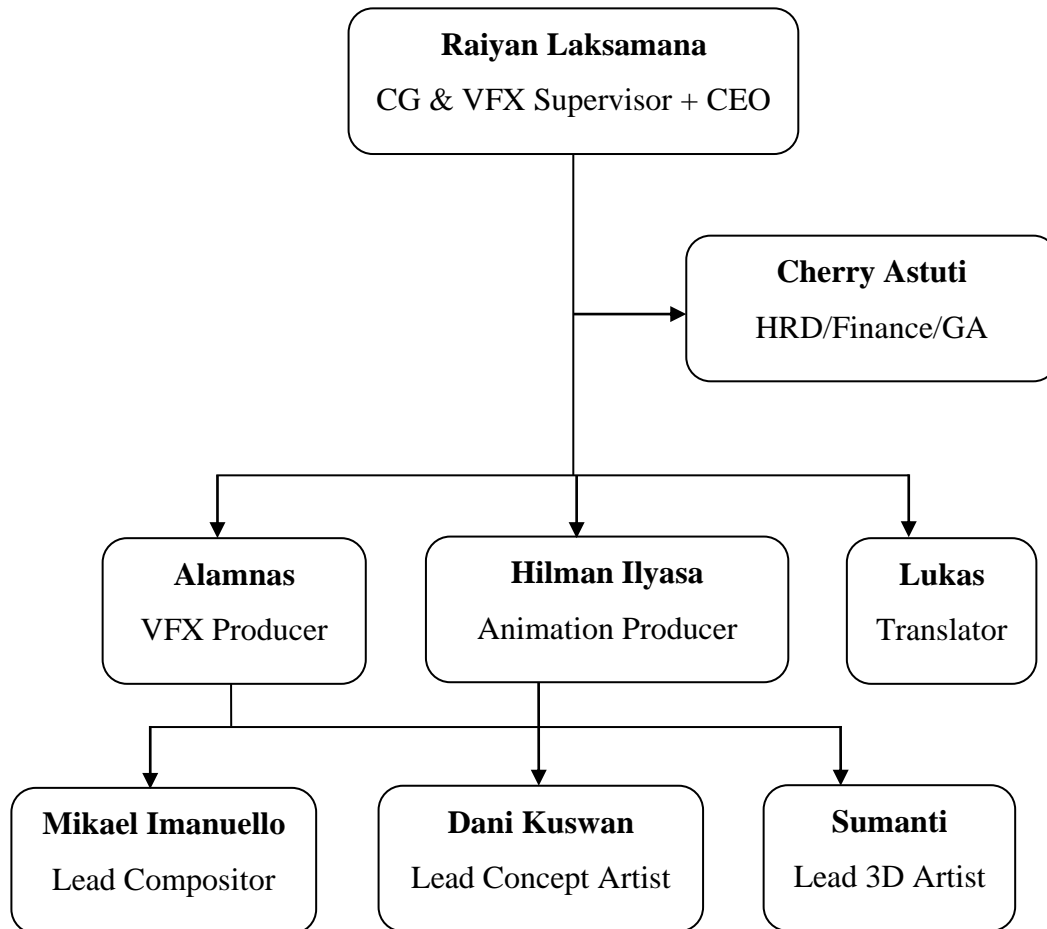 Raiyan Laksamana
CG & VFX Supervisor + CEO
Cherry Astuti
HRD/Finance/GA
Alamnas
VFX Producer
Hilman Ilyasa
Animation Producer
Lukas
Translator
Mikael Imanuello
Lead Compositor
Dani Kuswan
Lead Concept Artist
Sumanti
Lead 3D Artist